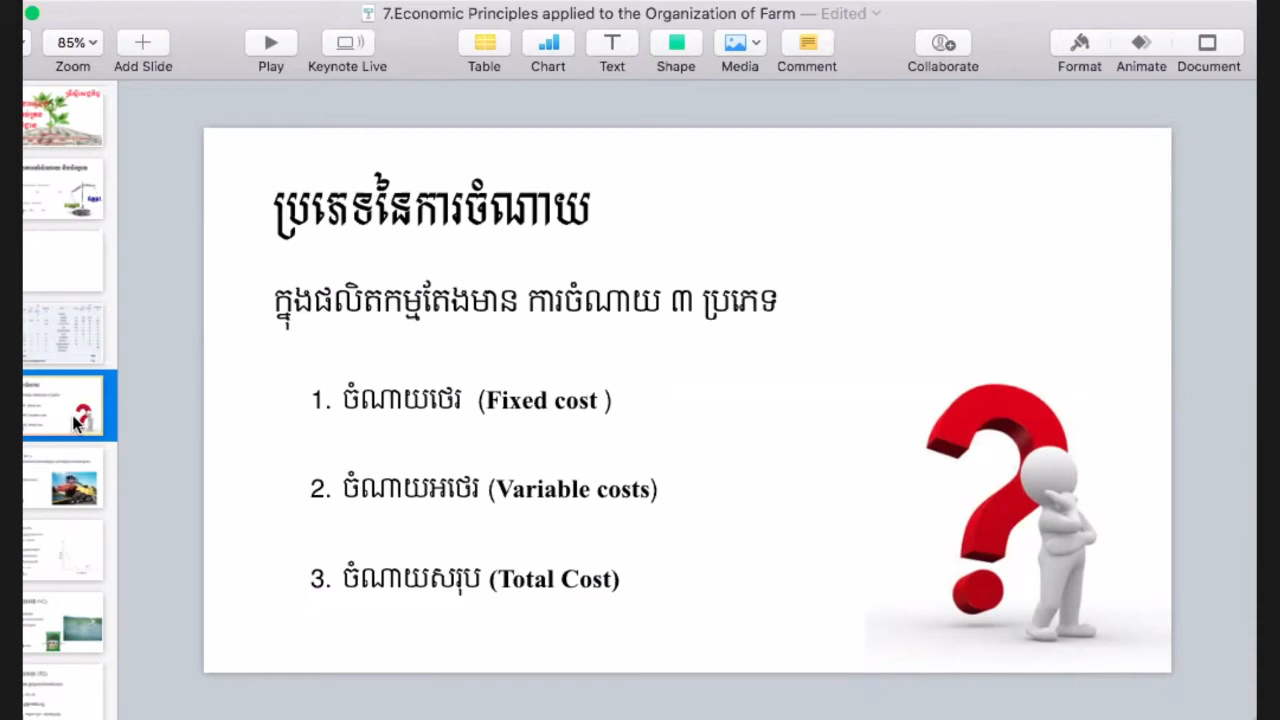 7.Economic Principles applied to the Organization of Farm — Edited
85%
Zoom
Add Slide
Play
Keynote Live
Table
Chart
Text
Shape
Media
Comment
Collaborate
Format
Animate
Document
ប្រភេទនៃការចំណាយ
ក្នុងផលិតកម្មតែងមាន ការចំណាយ ៣ ប្រភេទ
1. ចំណាយថេរ (Fixed cost )
2. ចំណាយអថេរ (Variable costs)
3. ចំណាយសរុប (Total Cost)